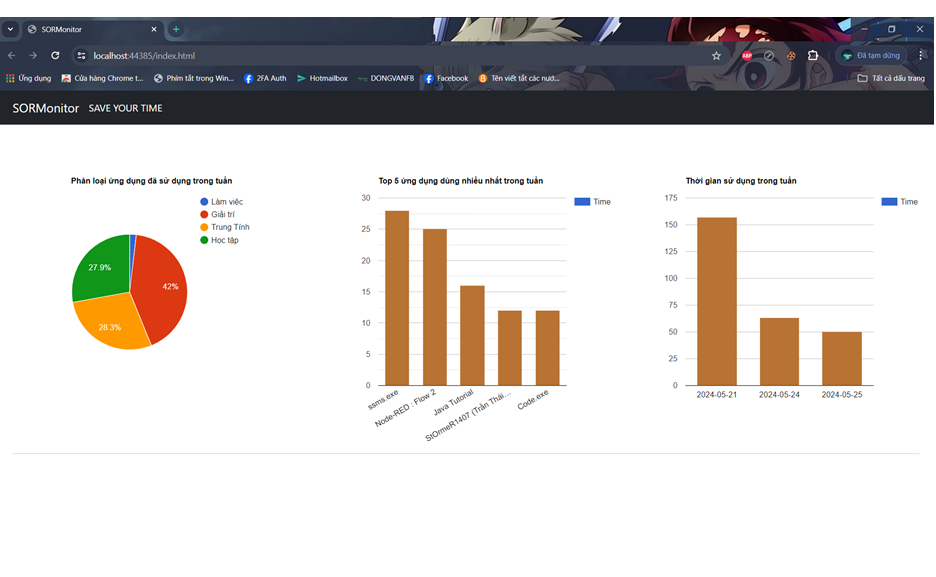 SORMonitor
localhost:44385/index.html
ABP
Đã tạm dừng
Ứng dụng
Cửa hàng Chrome t...
Phím tắt trong Win...
2FA Auth
Hotmailbox
DONGVANFB
Facebook
Tên viết tắt các nướ...
Tất cả dấu trang
SORMonitor SAVE YOUR TIME
Phân loại ứng dụng đã sử dụng trong tuần
Làm việc
Giải trí
Trung Tính
Học tập
27.9%
42%
28.3%
Top 5 ứng dụng dùng nhiều nhất trong tuần
Time
30
25
20
15
10
5
0
ssms.exe
Node-RED : Flow 2
Java Tutorial
StOrmeR1407 (Trần Thái...
Code.exe
Thời gian sử dụng trong tuần
Time
175
150
125
100
75
50
25
0
2024-05-21
2024-05-24
2024-05-25